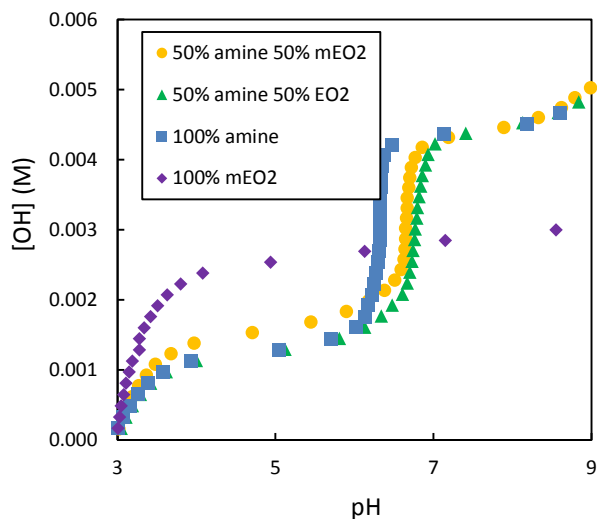 0.006
0.005
0.004
0.003
0.002
0.001
0.000
[OH] (M)
50% amine 50% mEO2
50% amine 50% EO2
100% amine
100% mEO2
3 5 7 9
pH